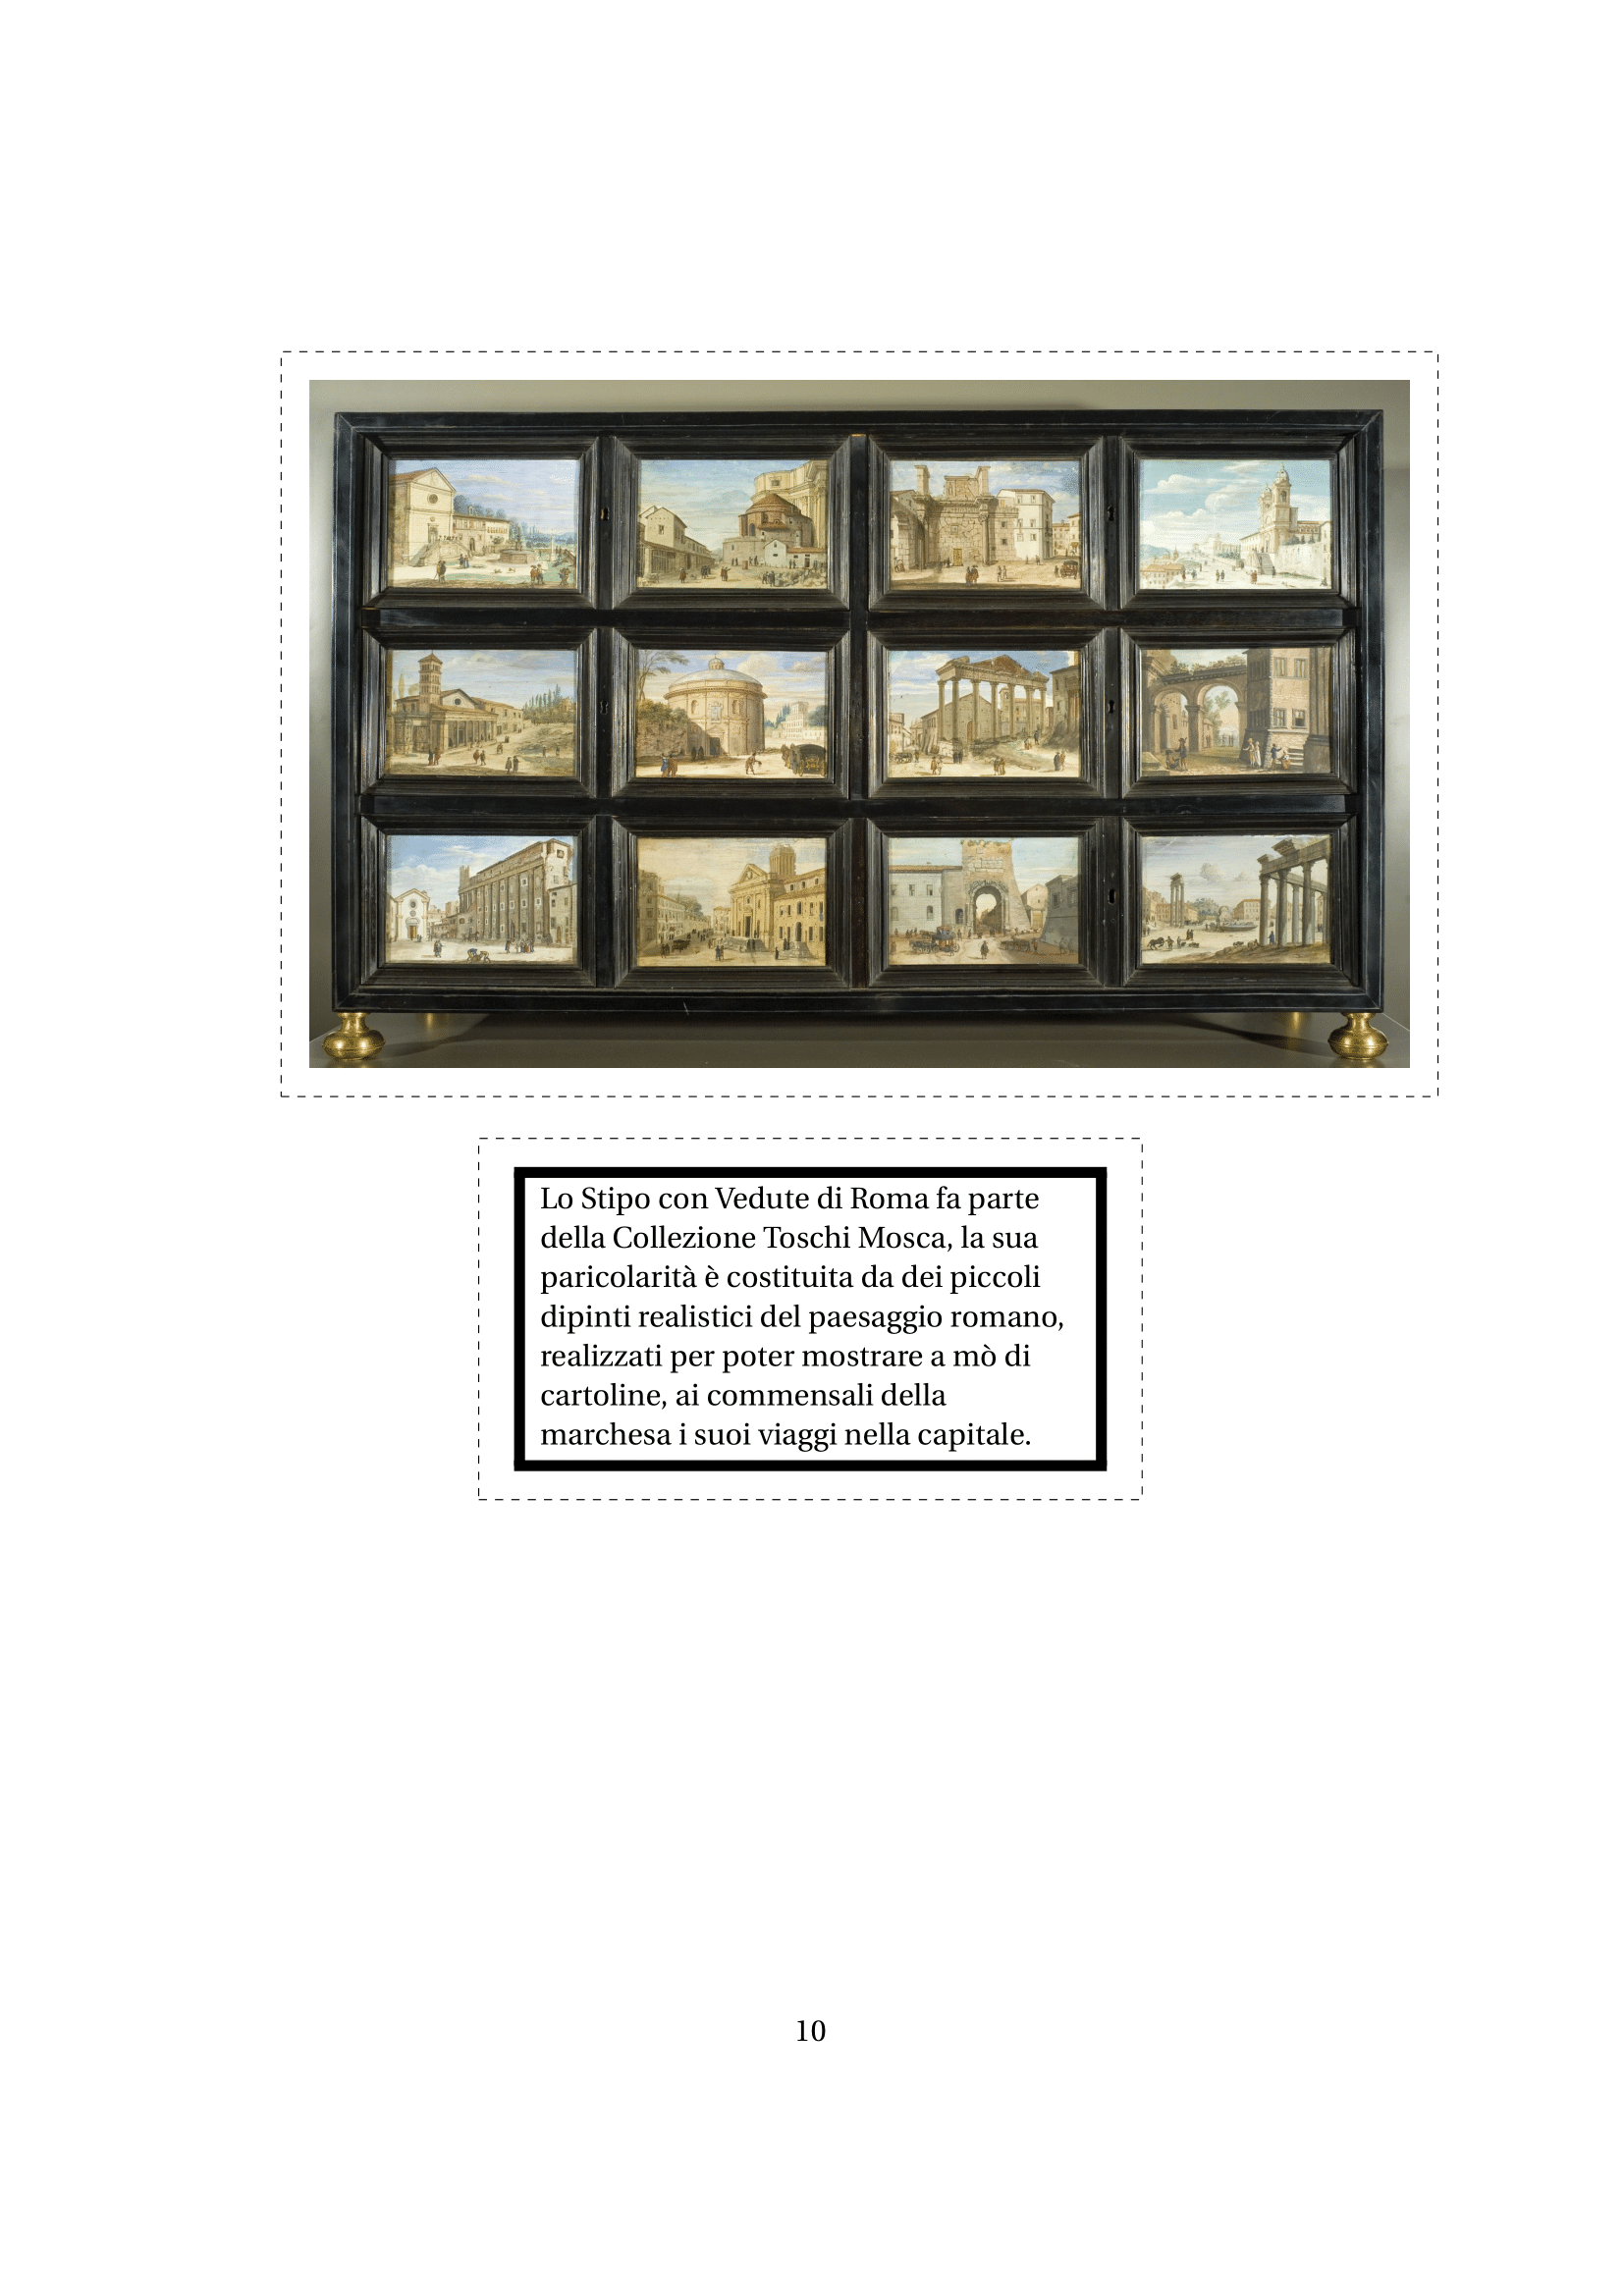 Lo Stipo con Vedute di Roma fa parte
della Collezione Toschi Mosca, la sua
paricolarità è costituita da dei piccoli
dipinti realistici del paesaggio romano,
realizzati per poter mostrare a mò di
cartoline, ai commensali della
marchesa i suoi viaggi nella capitale.
10